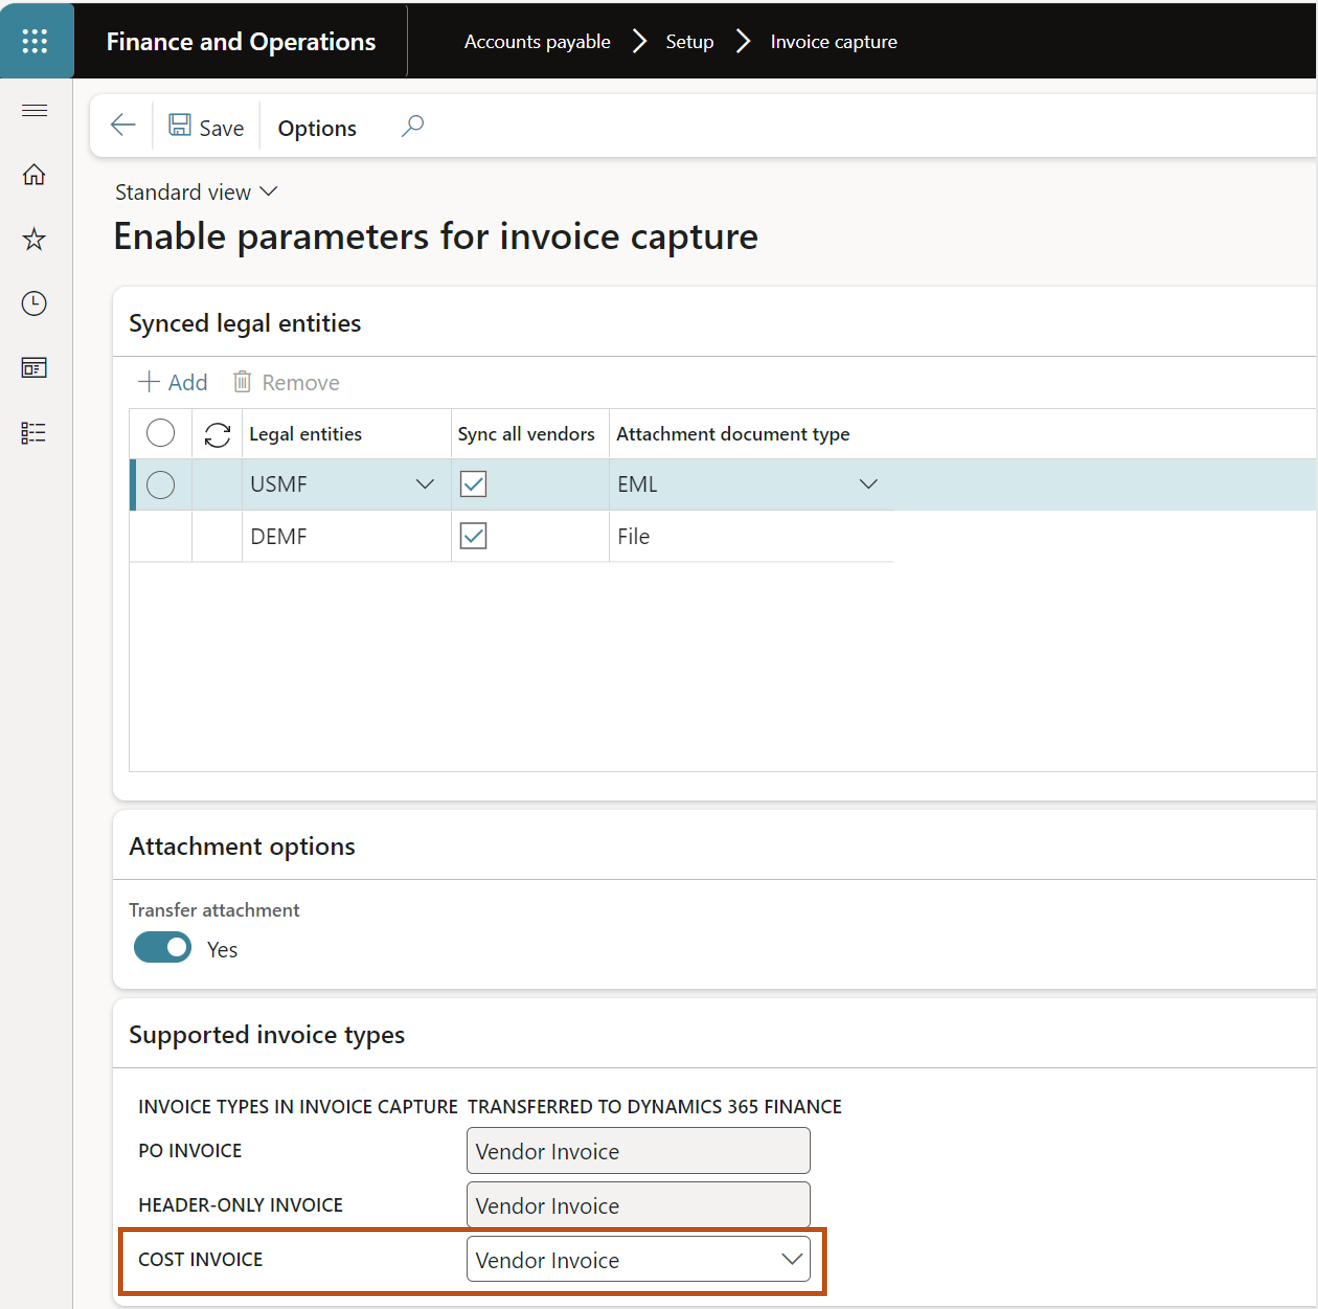 Finance and Operations Accounts payable Setup Invoice capture
Save Options
Standard view
Enable parameters for invoice capture
Synced legal entities
Add Remove
Legal entities Sync all vendors Attachment document type
USMF EML
DEMF File
Attachment options
Transfer attachment
Yes
Supported invoice types
INVOICE TYPES IN INVOICE CAPTURE TRANSFERRED TO DYNAMICS 365 FINANCE
PO INVOICE Vendor Invoice
HEADER-ONLY INVOICE Vendor Invoice
COST INVOICE Vendor Invoice